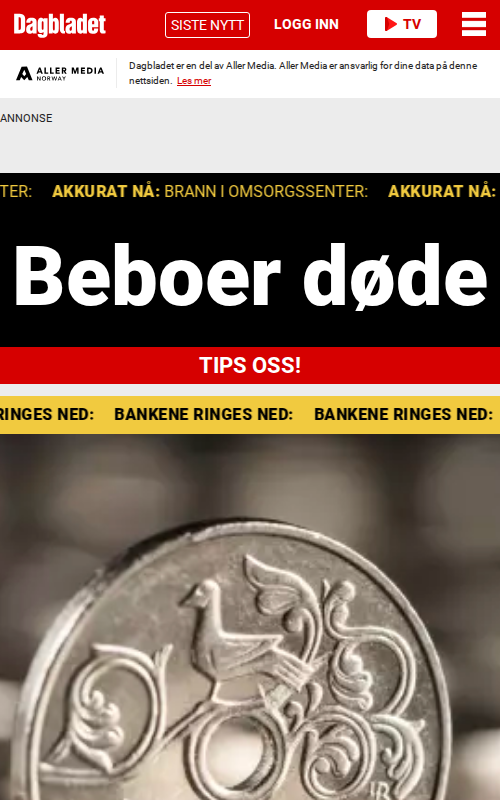 Dagbladet
SISTE NYTT
LOGG INN
TV
ALLER MEDIA
NORWAY
Dagbladet er en del av Aller Media. Aller Media er ansvarlig for dine data på denne
nettsiden. Les mer
ANNONSE
TER: AKKURAT NÅ: BRANN I OMSORGSSENTER: AKKURAT NÅ:
Beboer døde
TIPS OSS!
RINGES NED: BANKENE RINGES NED: BANKENE RINGES NED: